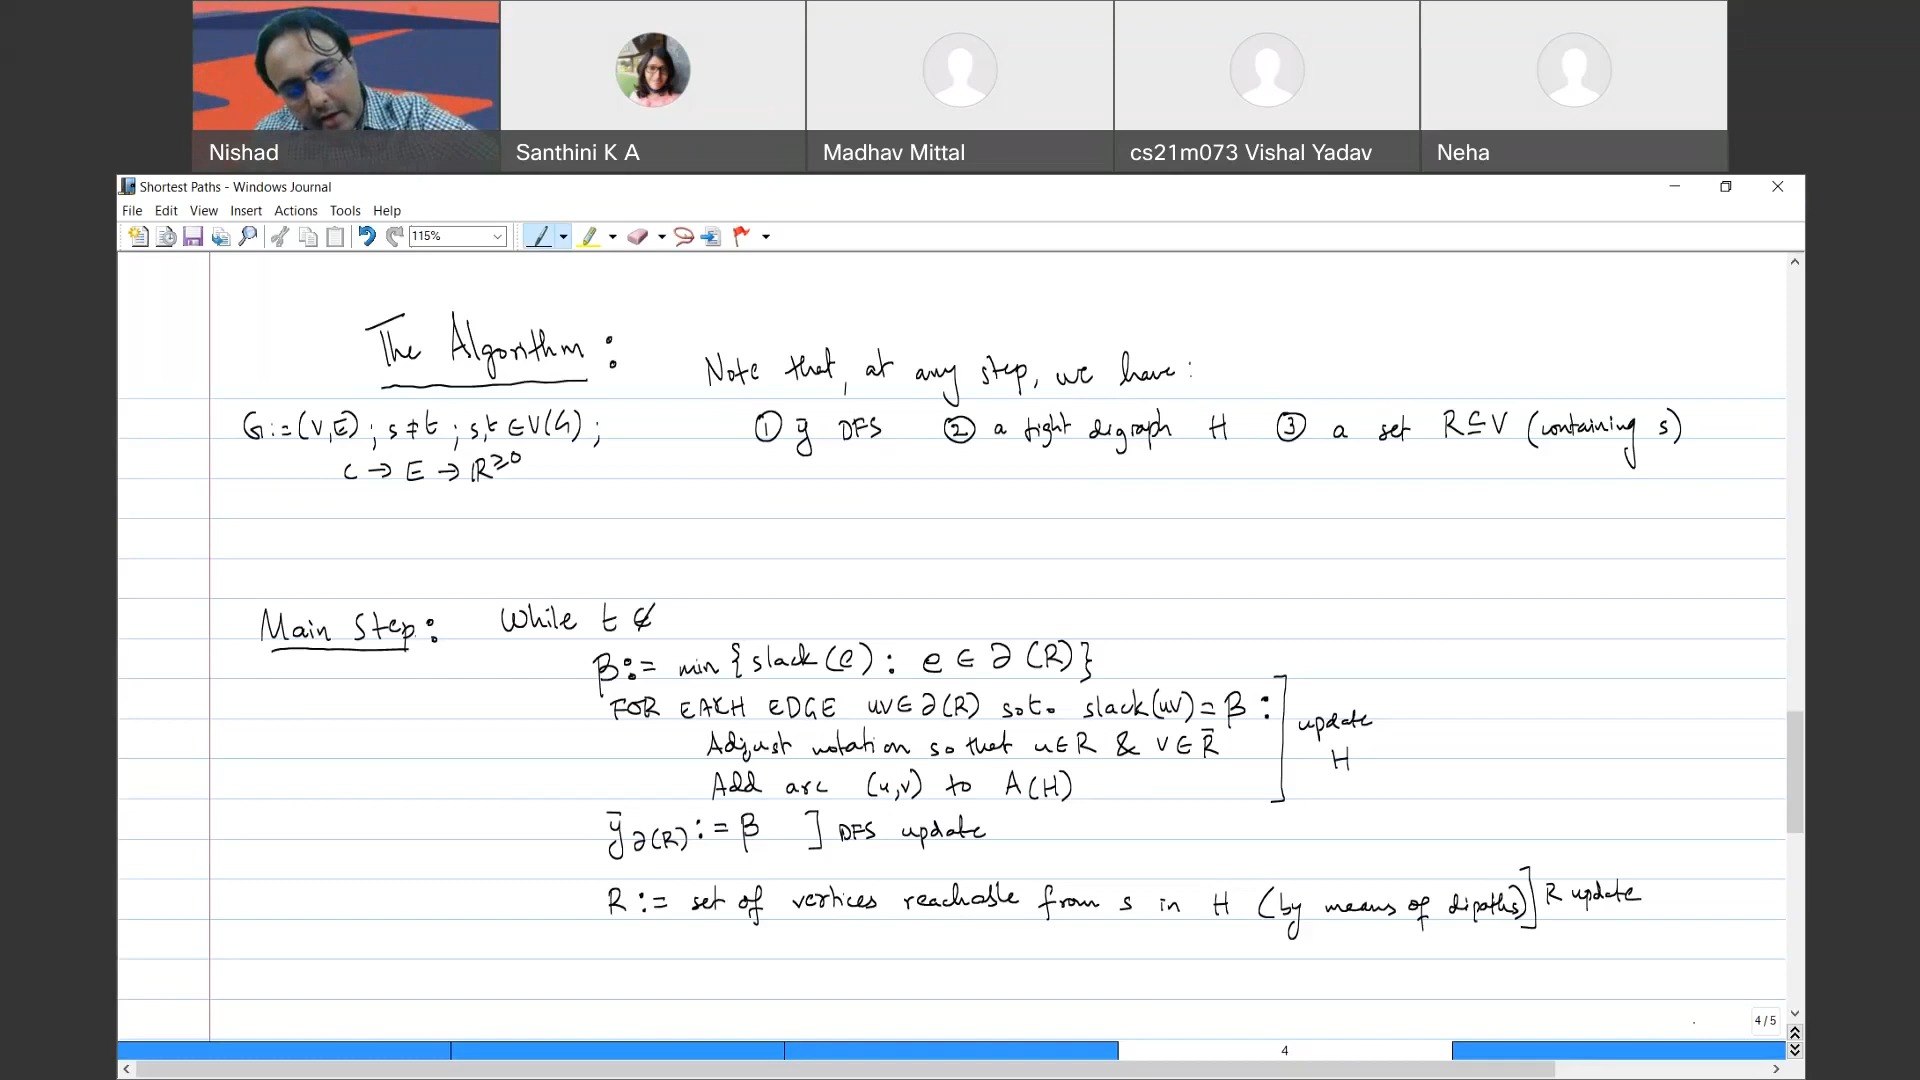 Nishad
Santhini K A
Madhav Mittal
cs21m073 Vishal Yadav
Neha
Shortest Paths - Windows Journal
File Edit View Insert Actions Tools Help
115%
The Algorithm :
Note that, at any step, we have :
G := (V,E) ; s ≠ t ; s,t ∈ V(G) ;
① ȳ DFS ② a tight digraph H ③ a set R ⊆ V (containing s)
c → E → ℝ≥0
Main Step : While t ∉
β := min {slack(e) : e ∈ ∂(R)}
FOR EACH EDGE uv ∈ ∂(R) s.t. slack(uv) = β :
Adjust notation so that u ∈ R & v ∈ R̄
Add arc (u,v) to A(H)
update
H
ȳ∂(R) := β ] DFS update
R := set of vertices reachable from s in H (by means of dipaths) ] R update
4/5
4